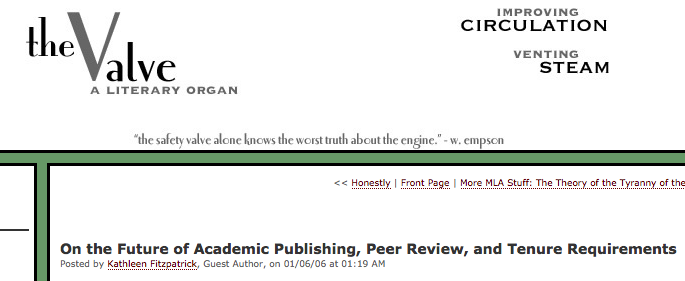 the Valve
A LITERARY ORGAN
IMPROVING
CIRCULATION
VENTING
STEAM
"the safety valve alone knows the worst truth about the engine." - w. empson
<< Honestly | Front Page | More MLA Stuff: The Theory of the Tyranny of the
On the Future of Academic Publishing, Peer Review, and Tenure Requirements
Posted by Kathleen Fitzpatrick, Guest Author, on 01/06/06 at 01:19 AM